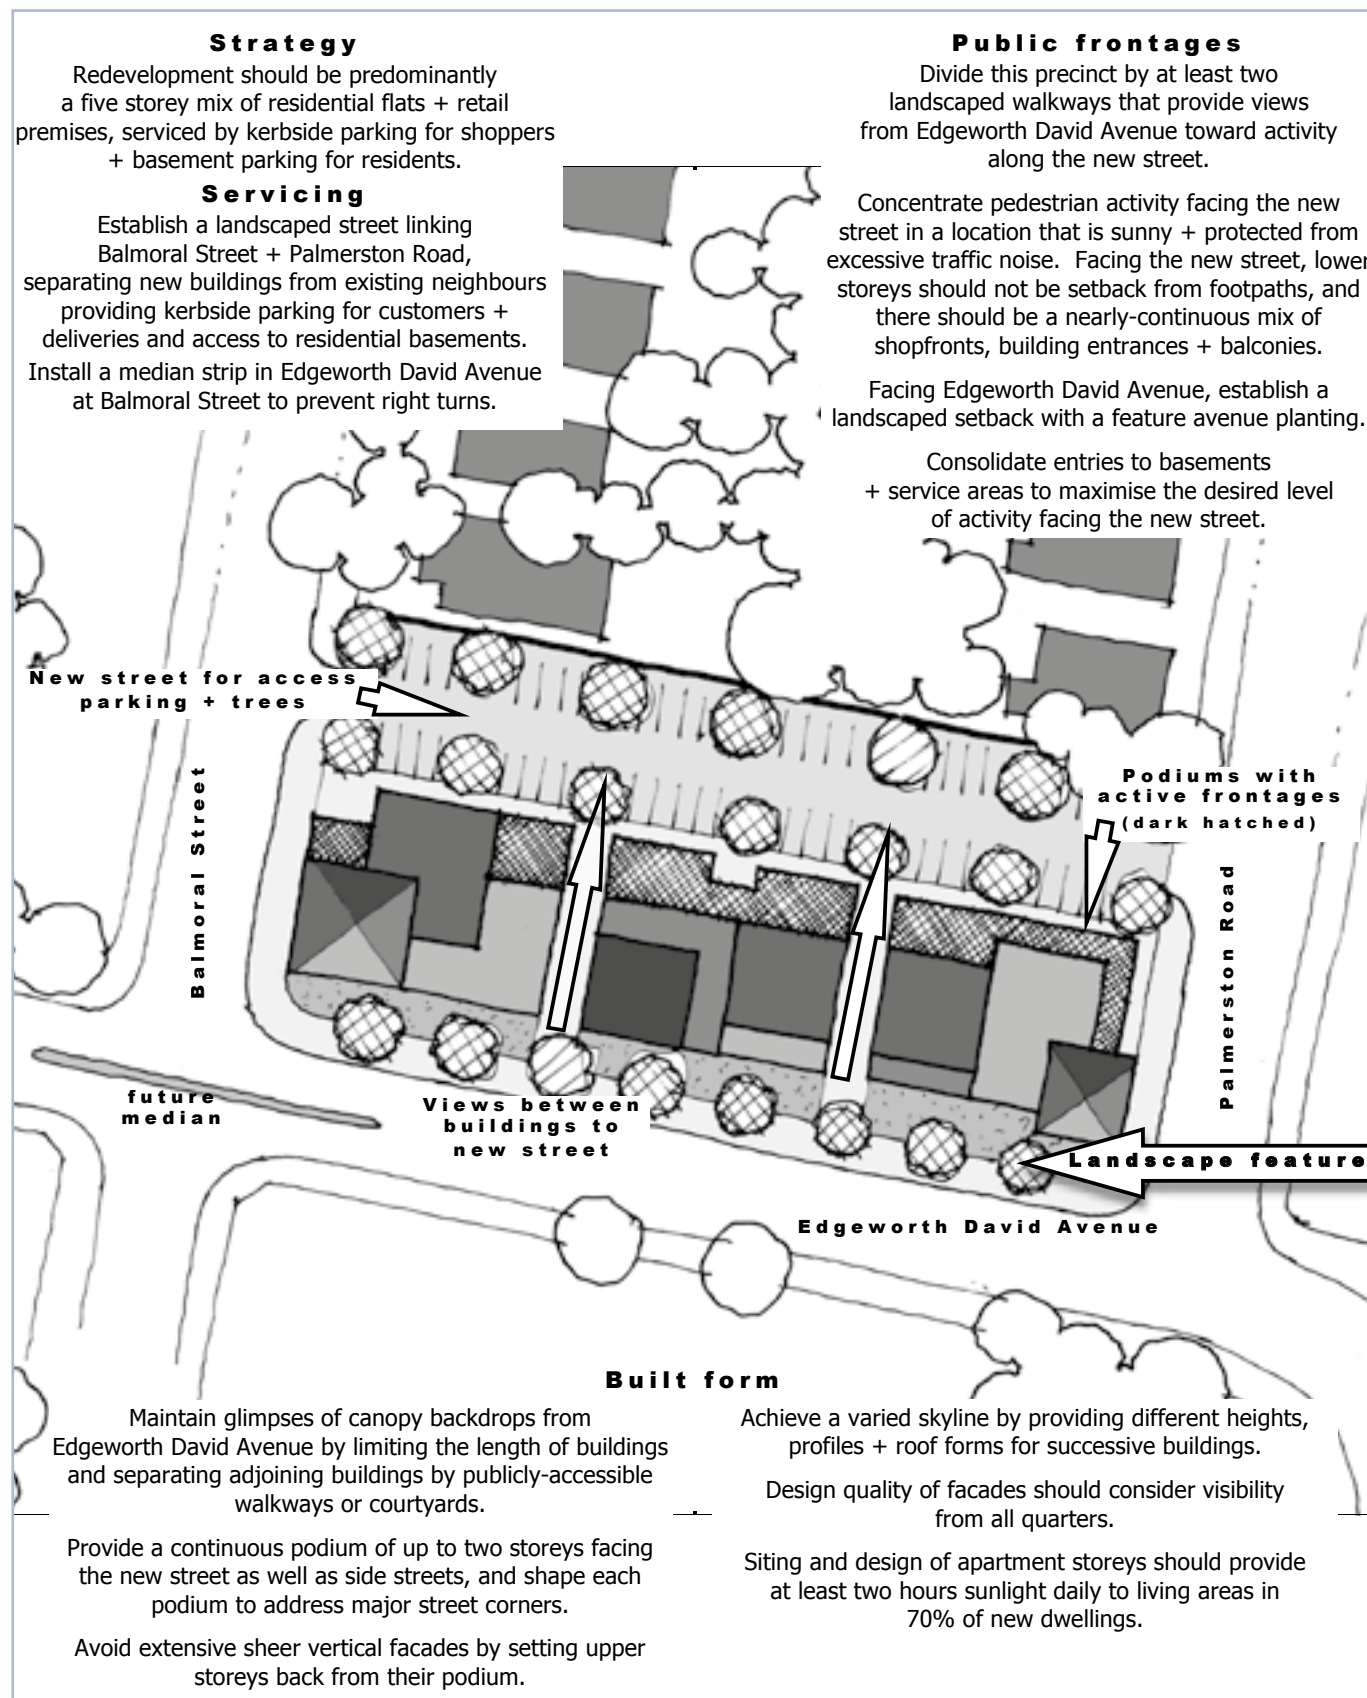 Strategy
Redevelopment should be predominantly
a five storey mix of residential flats + retail
premises, serviced by kerbside parking for shoppers
+ basement parking for residents.
Servicing
Establish a landscaped street linking
Balmoral Street + Palmerston Road,
separating new buildings from existing neighbours
providing kerbside parking for customers +
deliveries and access to residential basements.
Install a median strip in Edgeworth David Avenue
at Balmoral Street to prevent right turns.
Public frontages
Divide this precinct by at least two
landscaped walkways that provide views
from Edgeworth David Avenue toward activity
along the new street.
Concentrate pedestrian activity facing the new
street in a location that is sunny + protected from
excessive traffic noise.  Facing the new street, lower
storeys should not be setback from footpaths, and
there should be a nearly-continuous mix of
shopfronts, building entrances + balconies.
Facing Edgeworth David Avenue, establish a
landscaped setback with a feature avenue planting.
Consolidate entries to basements
+ service areas to maximise the desired level
of activity facing the new street.
New street for access
parking + trees
Balmoral Street
Podiums with
active frontages
(dark hatched)
Palmerston Road
future
median
Views between
buildings to
new street
Landscape feature
Edgeworth David Avenue
Built form
Maintain glimpses of canopy backdrops from
Edgeworth David Avenue by limiting the length of buildings
and separating adjoining buildings by publicly-accessible
walkways or courtyards.
Provide a continuous podium of up to two storeys facing
the new street as well as side streets, and shape each
podium to address major street corners.
Avoid extensive sheer vertical facades by setting upper
storeys back from their podium.
Achieve a varied skyline by providing different heights,
profiles + roof forms for successive buildings.
Design quality of facades should consider visibility
from all quarters.
Siting and design of apartment storeys should provide
at least two hours sunlight daily to living areas in
70% of new dwellings.